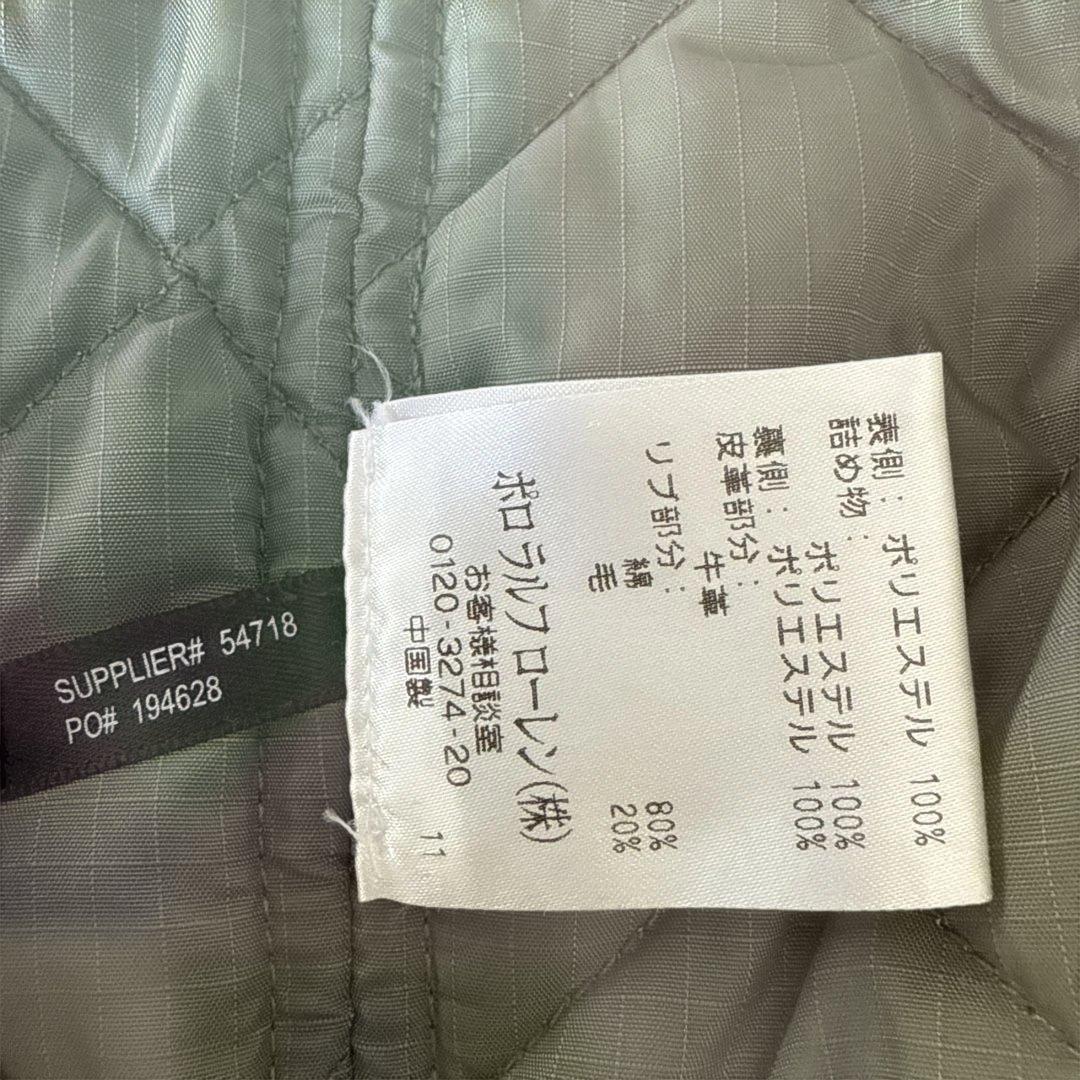 表側: ポリエステル 100%
詰め物:
ポリエステル 100%
裏側: ポリエステル 100%
皮革部分:
牛革
リブ部分:
綿 80%
毛 20%
ポロ ラルフローレン(株)
お客様相談室
0120-3274-20
中国製 11
SUPPLIER# 54718
PO# 194628